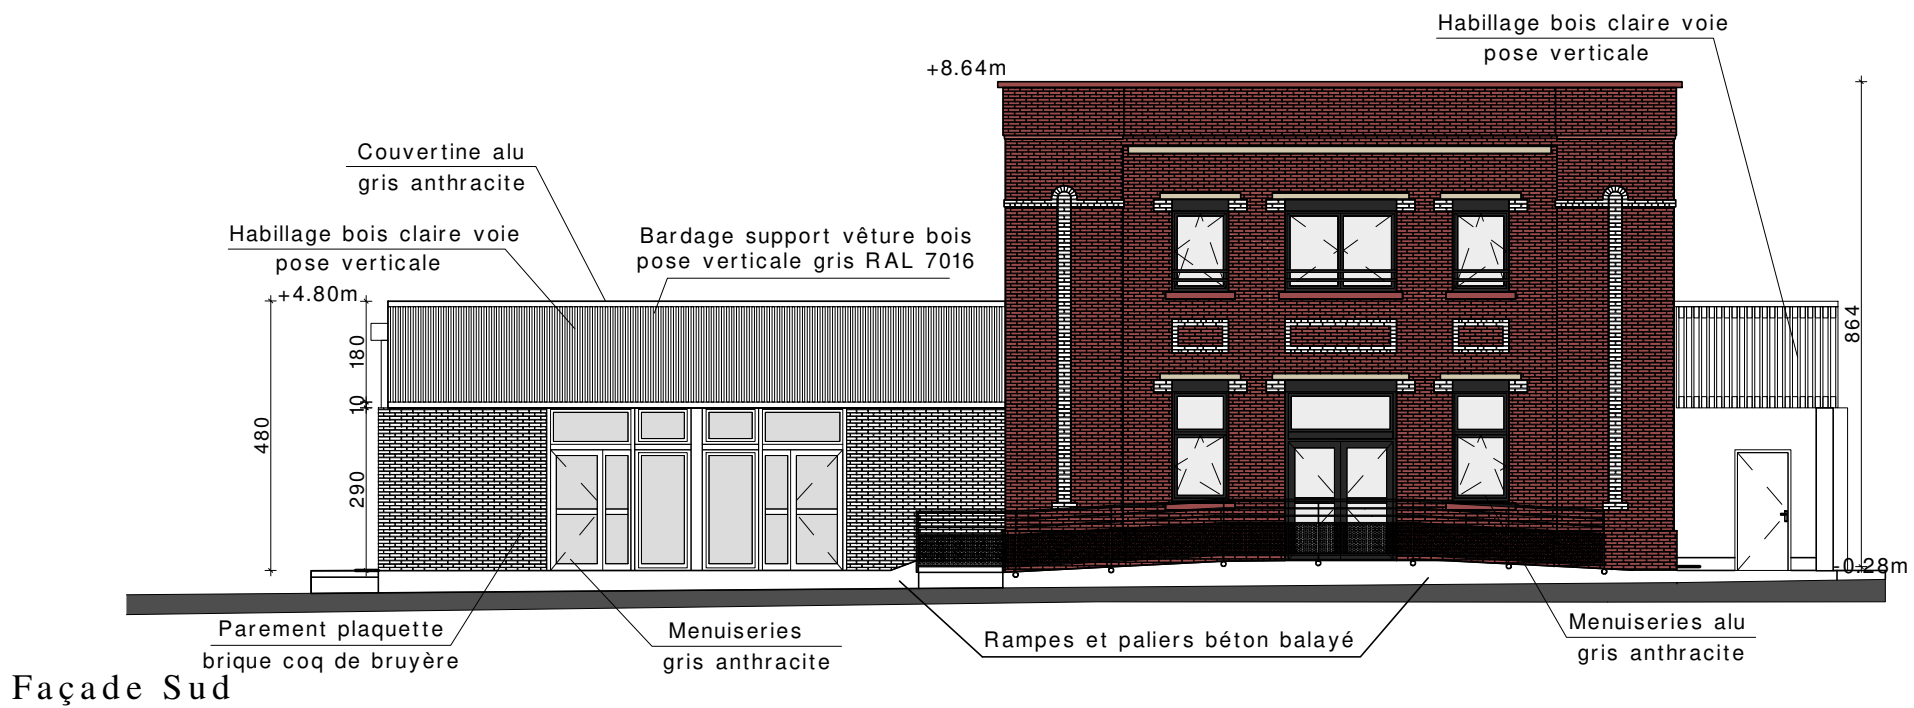 Habillage bois claire voie
pose verticale
+8.64m
Couvertine alu
gris anthracite
Habillage bois claire voie
pose verticale
Bardage support vêture bois
pose verticale gris RAL 7016
+4.80m
480
180
10
290
864
-0.28m
Parement plaquette
brique coq de bruyère
Menuiseries
gris anthracite
Rampes et paliers béton balayé
Menuiseries alu
gris anthracite
Façade Sud